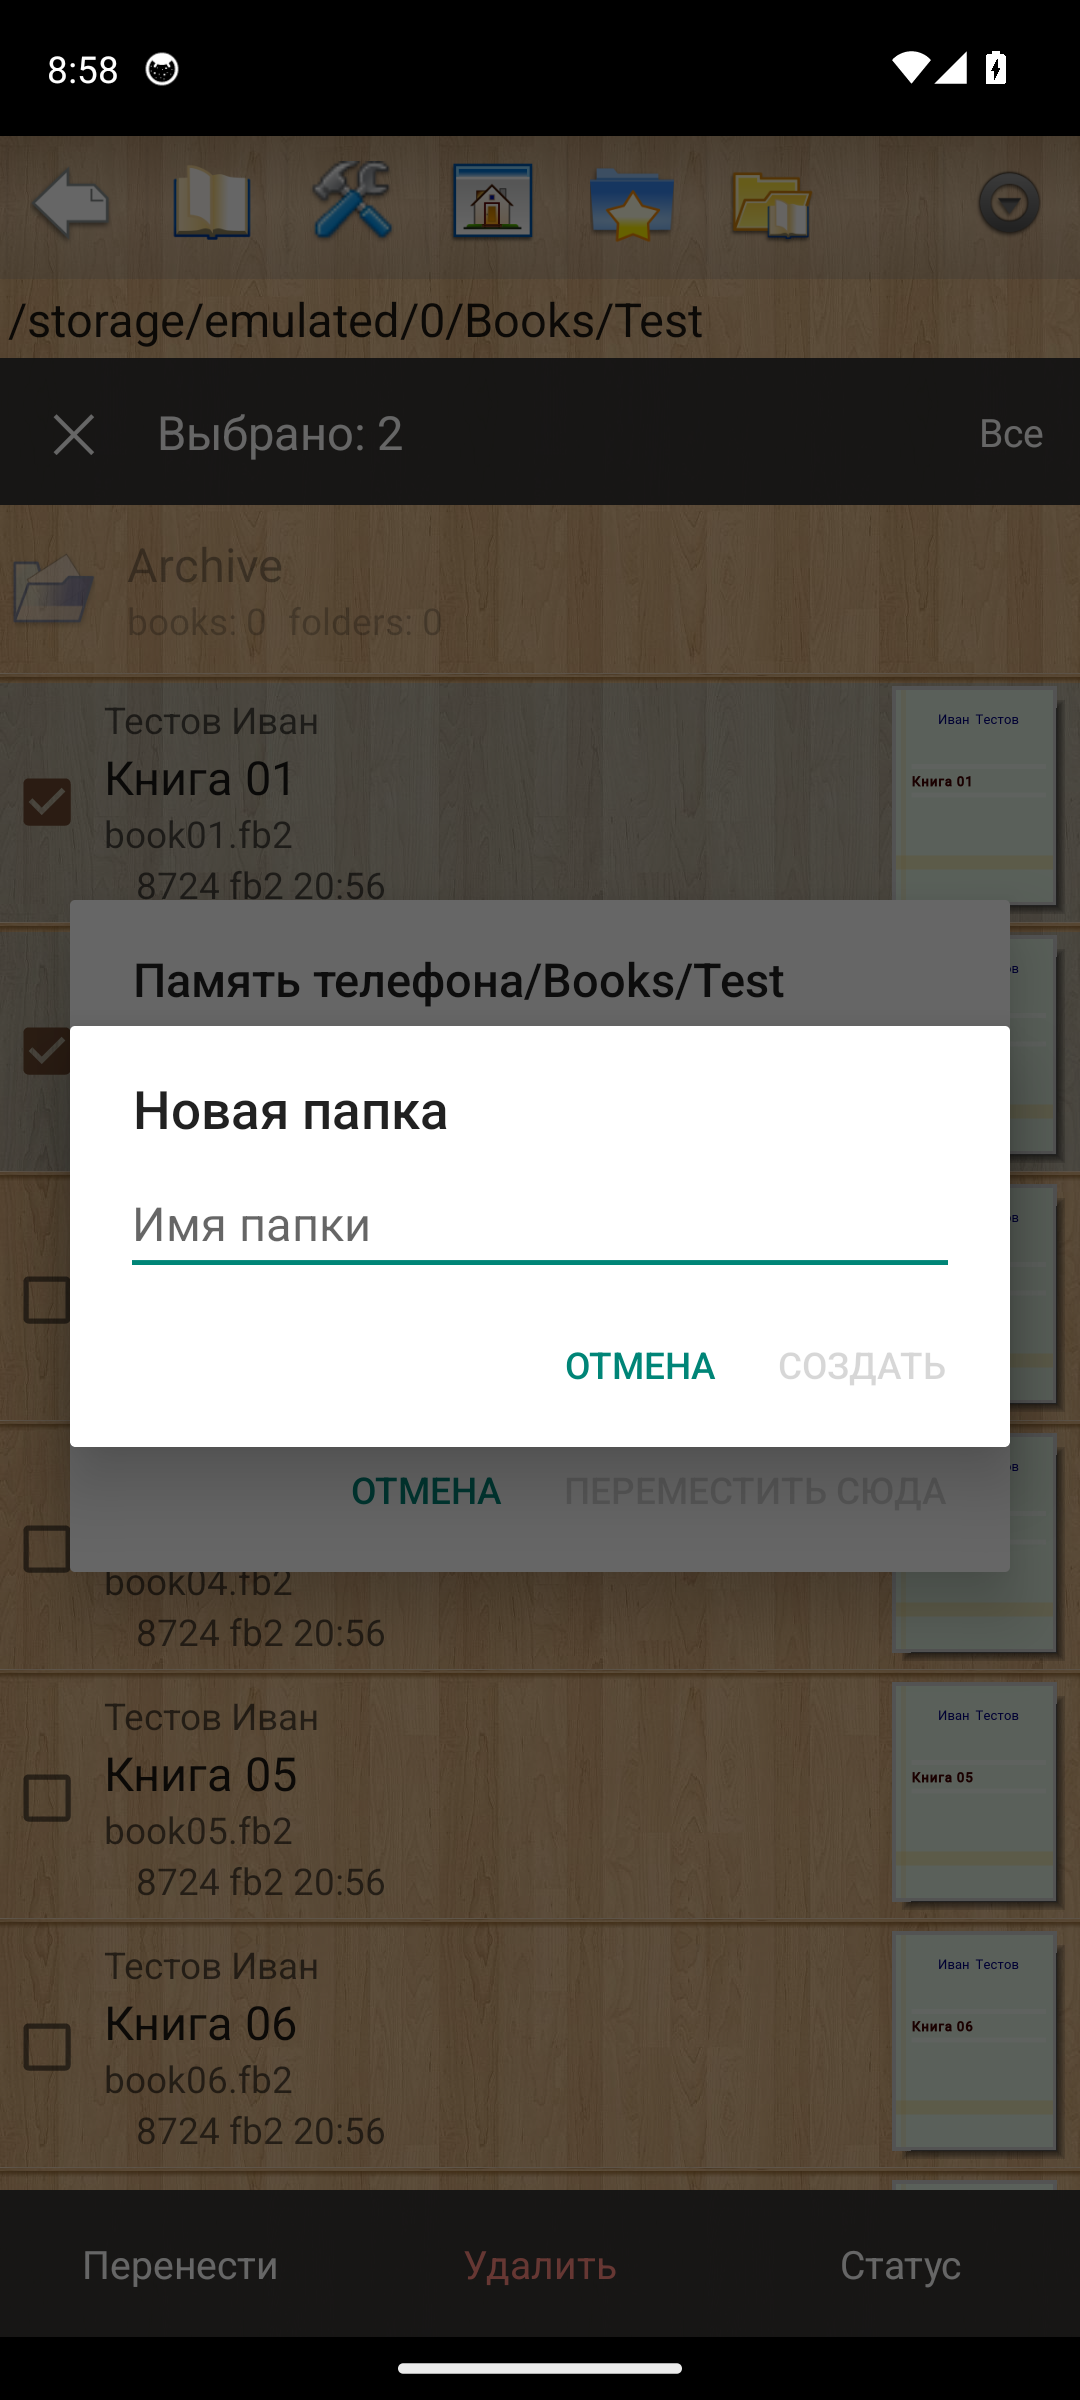 8:58
/storage/emulated/0/Books/Test
Выбрано: 2
Все
Archive
books: 0 folders: 0
Тестов Иван
Книга 01
book01.fb2
8724 fb2 20:56
Иван Тестов
Книга 01
Память телефона/Books/Test
ов
Новая папка
Имя папки
ов
ОТМЕНА
СОЗДАТЬ
ов
ОТМЕНА
ПЕРЕМЕСТИТЬ СЮДА
book04.fb2
8724 fb2 20:56
Тестов Иван
Книга 05
book05.fb2
8724 fb2 20:56
Иван Тестов
Книга 05
Тестов Иван
Книга 06
book06.fb2
8724 fb2 20:56
Иван Тестов
Книга 06
Перенести
Удалить
Статус